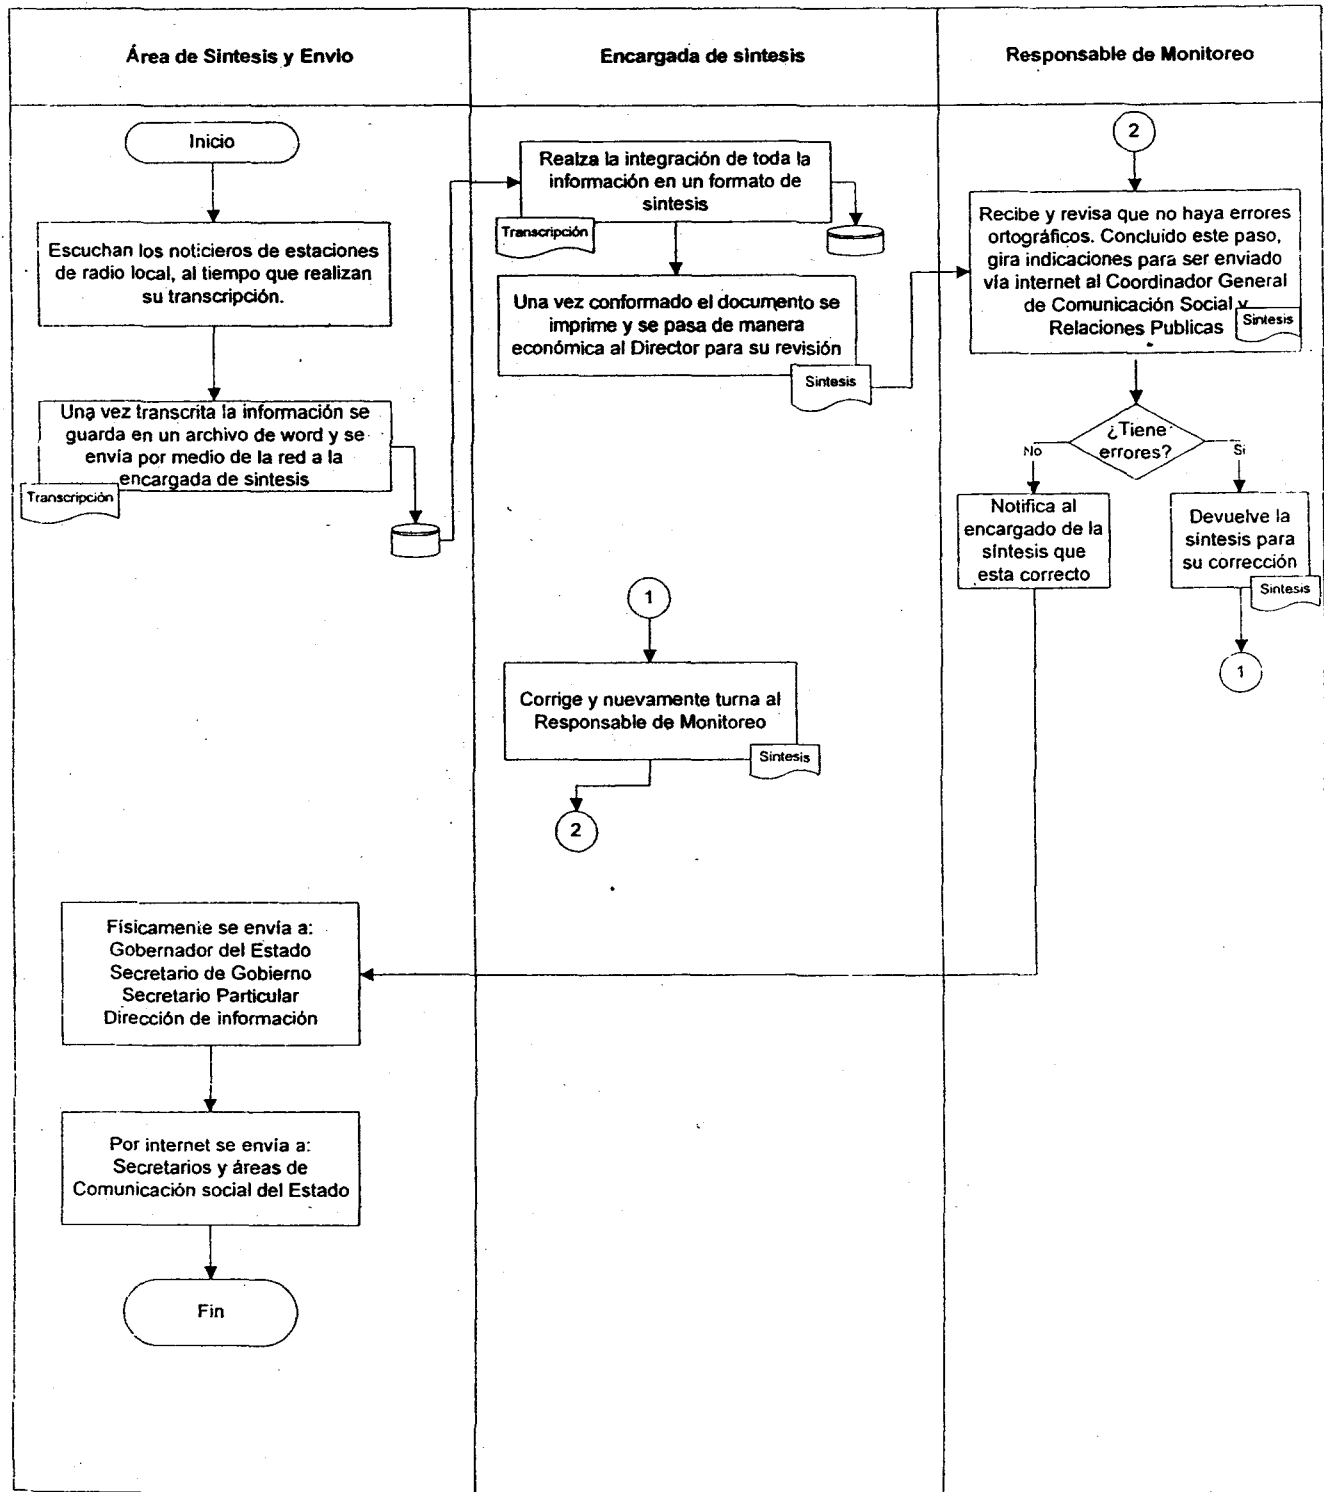 Área de Sintesis y Envio
Encargada de sintesis
Responsable de Monitoreo
Inicio
Escuchan los noticieros de estaciones
de radio local, al tiempo que realizan
su transcripción.
Una vez transcrita la información se
guarda en un archivo de word y se
envía por medio de la red a la
encargada de sintesis
Transcripción
Realza la integración de toda la
información en un formato de
sintesis
Transcripción
Una vez conformado el documento se
imprime y se pasa de manera
económica al Director para su revisión
Sintesis
2
Recibe y revisa que no haya errores
ortográficos. Concluido este paso,
gira indicaciones para ser enviado
vía internet al Coordinador General
de Comunicación Social y
Relaciones Publicas
Sintesis
¿Tiene
errores?
No
Si
Notifica al
encargado de la
síntesis que
esta correcto
Devuelve la
síntesis para
su corrección
Sintesis
1
1
Corrige y nuevamente turna al
Responsable de Monitoreo
Sintesis
2
Físicamente se envía a:
Gobernador del Estado
Secretario de Gobierno
Secretario Particular
Dirección de información
Por internet se envía a:
Secretarios y áreas de
Comunicación social del Estado
Fin